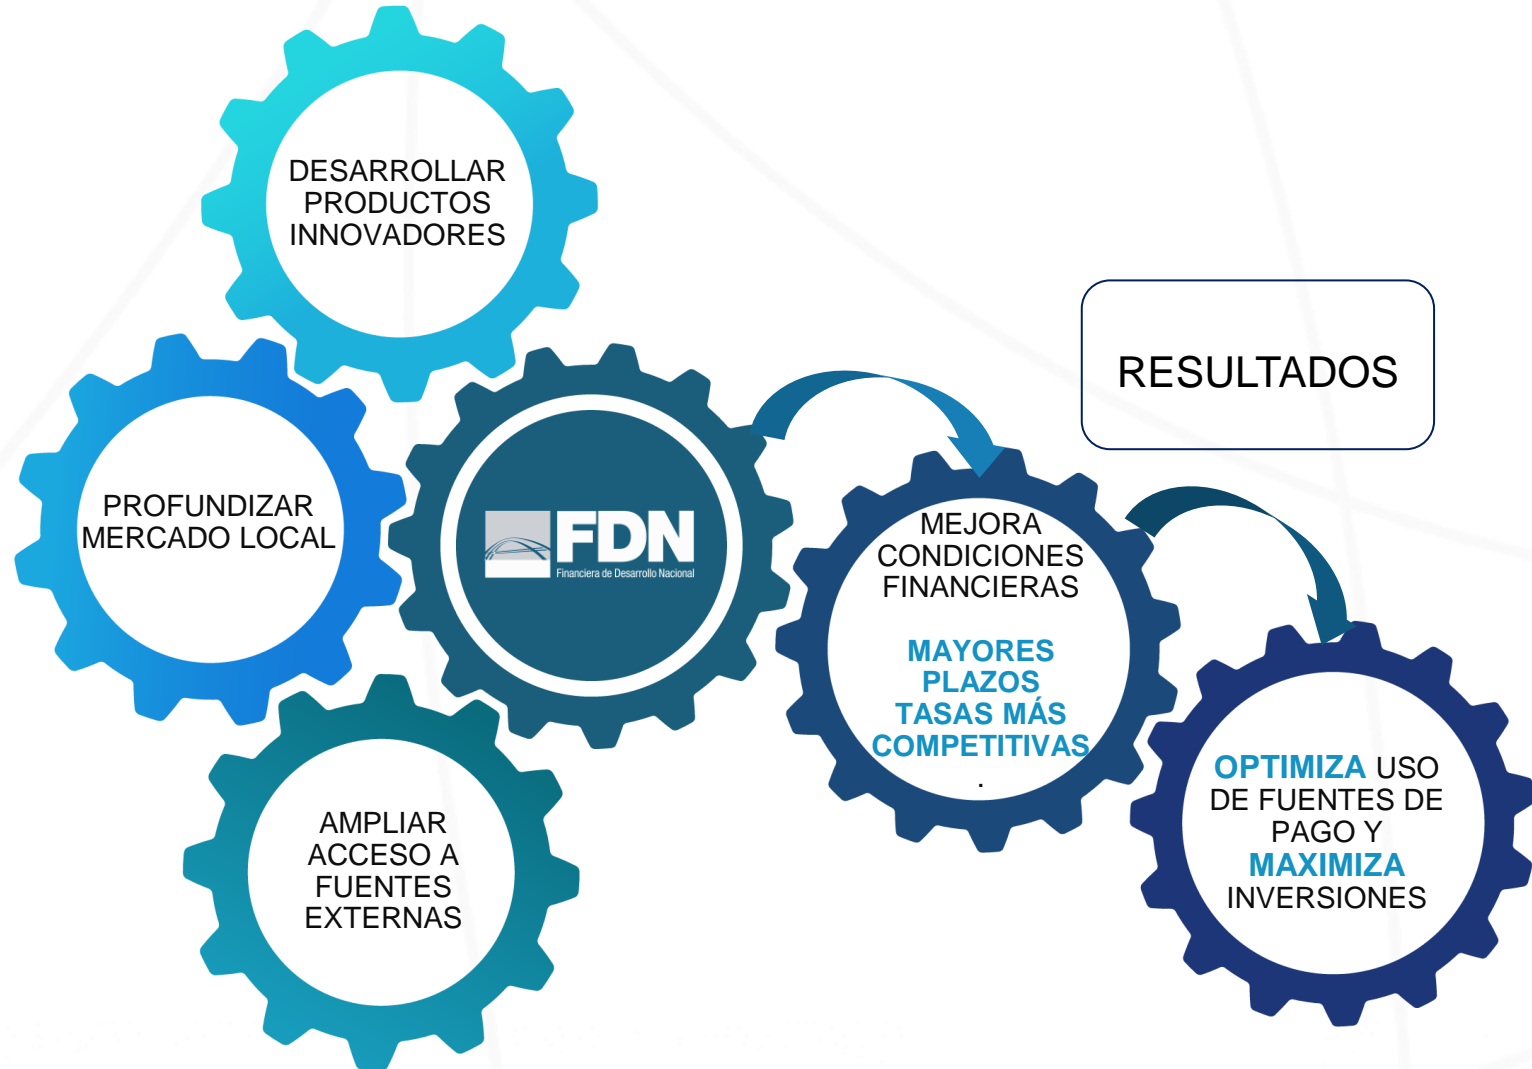 DESARROLLAR
PRODUCTOS
INNOVADORES
PROFUNDIZAR
MERCADO LOCAL
AMPLIAR
ACCESO A
FUENTES
EXTERNAS
FDN
Financiera de Desarrollo Nacional
RESULTADOS
MEJORA
CONDICIONES
FINANCIERAS
MAYORES
PLAZOS
TASAS MÁS
COMPETITIVAS
.
OPTIMIZA USO
DE FUENTES DE
PAGO Y
MAXIMIZA
INVERSIONES